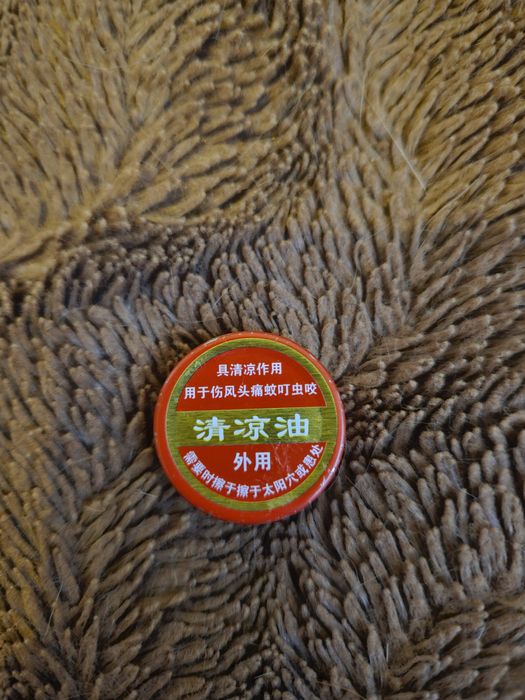 具清凉作用
用于伤风头痛蚊叮虫咬
清凉油
外用
需要时擦于擦于太阳穴或患处